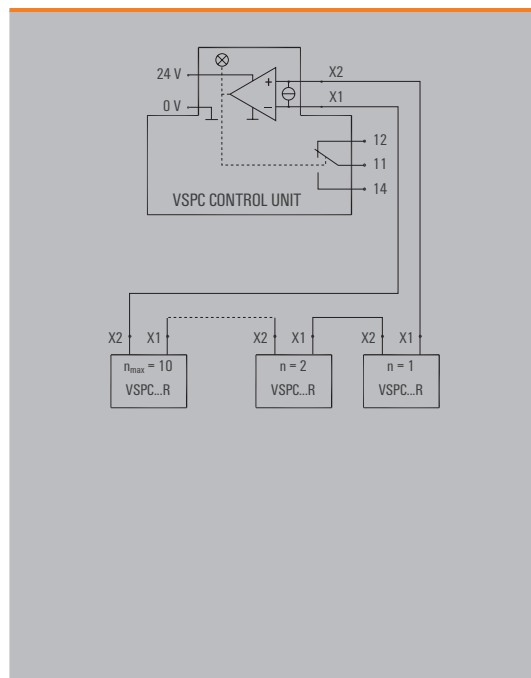 24 V
X2
0 V
X1
+
–
12
11
14
VSPC CONTROL UNIT
X2 X1 X2 X1 X2 X1
n max = 10 n = 2 n = 1
VSPC...R VSPC...R VSPC...R